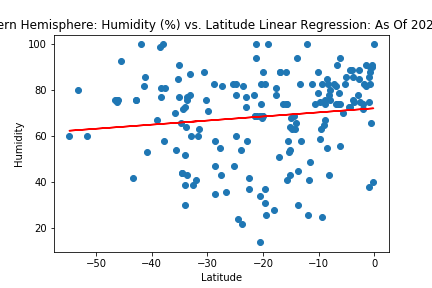 ern Hemisphere: Humidity (%) vs. Latitude Linear Regression: As Of 202
100
80
60
40
20
Humidity
−50 −40 −30 −20 −10 0
Latitude